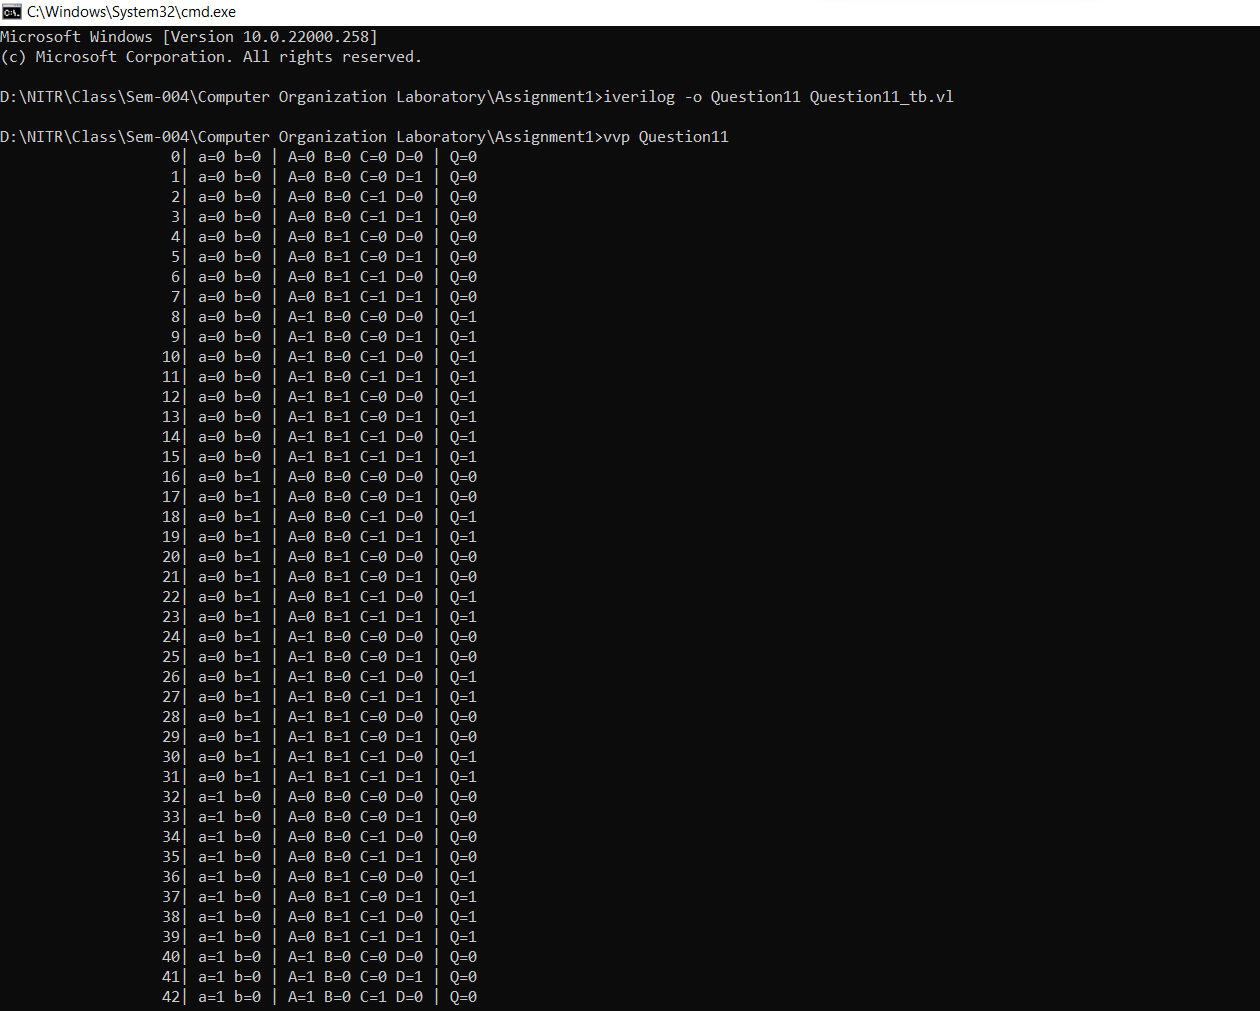 C:\Windows\System32\cmd.exe
Microsoft Windows [Version 10.0.22000.258]
(c) Microsoft Corporation. All rights reserved.
D:\NITR\Class\Sem-004\Computer Organization Laboratory\Assignment1>iverilog -o Question11 Question11_tb.vl
D:\NITR\Class\Sem-004\Computer Organization Laboratory\Assignment1>vvp Question11
0| a=0 b=0 | A=0 B=0 C=0 D=0 | Q=0
1| a=0 b=0 | A=0 B=0 C=0 D=1 | Q=0
2| a=0 b=0 | A=0 B=0 C=1 D=0 | Q=0
3| a=0 b=0 | A=0 B=0 C=1 D=1 | Q=0
4| a=0 b=0 | A=0 B=1 C=0 D=0 | Q=0
5| a=0 b=0 | A=0 B=1 C=0 D=1 | Q=0
6| a=0 b=0 | A=0 B=1 C=1 D=0 | Q=0
7| a=0 b=0 | A=0 B=1 C=1 D=1 | Q=0
8| a=0 b=0 | A=1 B=0 C=0 D=0 | Q=1
9| a=0 b=0 | A=1 B=0 C=0 D=1 | Q=1
10| a=0 b=0 | A=1 B=0 C=1 D=0 | Q=1
11| a=0 b=0 | A=1 B=0 C=1 D=1 | Q=1
12| a=0 b=0 | A=1 B=1 C=0 D=0 | Q=1
13| a=0 b=0 | A=1 B=1 C=0 D=1 | Q=1
14| a=0 b=0 | A=1 B=1 C=1 D=0 | Q=1
15| a=0 b=0 | A=1 B=1 C=1 D=1 | Q=1
16| a=0 b=1 | A=0 B=0 C=0 D=0 | Q=0
17| a=0 b=1 | A=0 B=0 C=0 D=1 | Q=0
18| a=0 b=1 | A=0 B=0 C=1 D=0 | Q=1
19| a=0 b=1 | A=0 B=0 C=1 D=1 | Q=1
20| a=0 b=1 | A=0 B=1 C=0 D=0 | Q=0
21| a=0 b=1 | A=0 B=1 C=0 D=1 | Q=0
22| a=0 b=1 | A=0 B=1 C=1 D=0 | Q=1
23| a=0 b=1 | A=0 B=1 C=1 D=1 | Q=1
24| a=0 b=1 | A=1 B=0 C=0 D=0 | Q=0
25| a=0 b=1 | A=1 B=0 C=0 D=1 | Q=0
26| a=0 b=1 | A=1 B=0 C=1 D=0 | Q=1
27| a=0 b=1 | A=1 B=0 C=1 D=1 | Q=1
28| a=0 b=1 | A=1 B=1 C=0 D=0 | Q=0
29| a=0 b=1 | A=1 B=1 C=0 D=1 | Q=0
30| a=0 b=1 | A=1 B=1 C=1 D=0 | Q=1
31| a=0 b=1 | A=1 B=1 C=1 D=1 | Q=1
32| a=1 b=0 | A=0 B=0 C=0 D=0 | Q=0
33| a=1 b=0 | A=0 B=0 C=0 D=1 | Q=0
34| a=1 b=0 | A=0 B=0 C=1 D=0 | Q=0
35| a=1 b=0 | A=0 B=0 C=1 D=1 | Q=0
36| a=1 b=0 | A=0 B=1 C=0 D=0 | Q=1
37| a=1 b=0 | A=0 B=1 C=0 D=1 | Q=1
38| a=1 b=0 | A=0 B=1 C=1 D=0 | Q=1
39| a=1 b=0 | A=0 B=1 C=1 D=1 | Q=1
40| a=1 b=0 | A=1 B=0 C=0 D=0 | Q=0
41| a=1 b=0 | A=1 B=0 C=0 D=1 | Q=0
42| a=1 b=0 | A=1 B=0 C=1 D=0 | Q=0